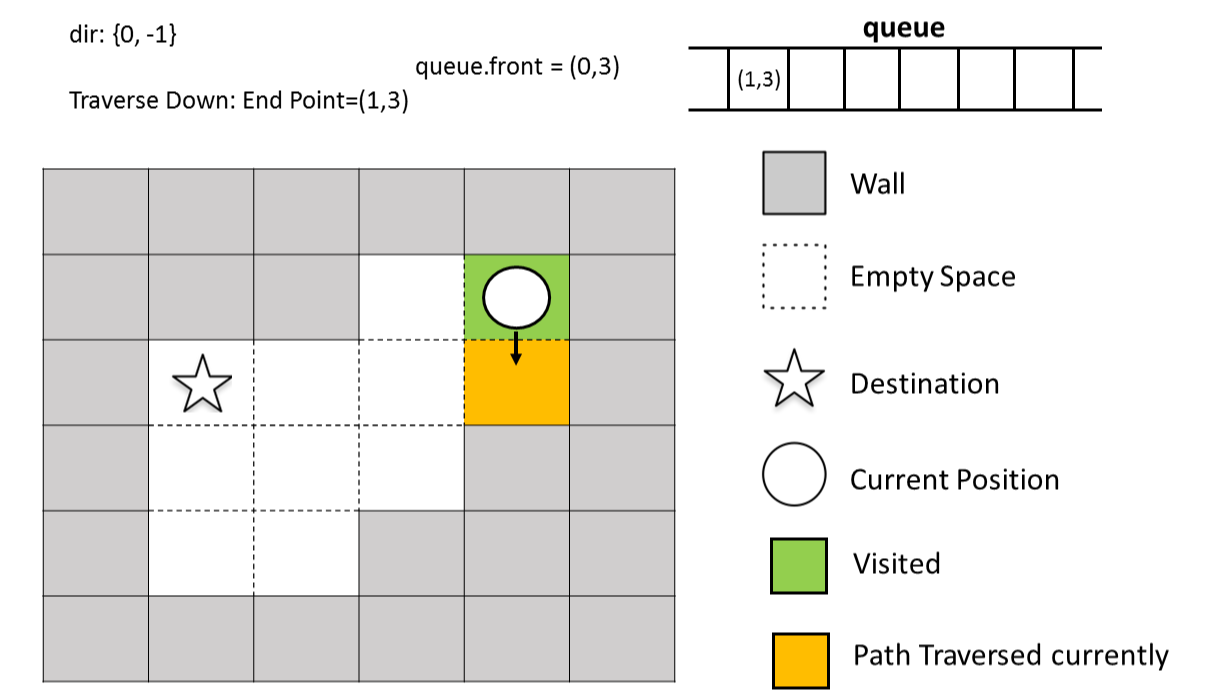 dir: {0, -1}
queue.front = (0,3)
Traverse Down: End Point=(1,3)
queue
(1,3)
Wall
Empty Space
Destination
Current Position
Visited
Path Traversed currently